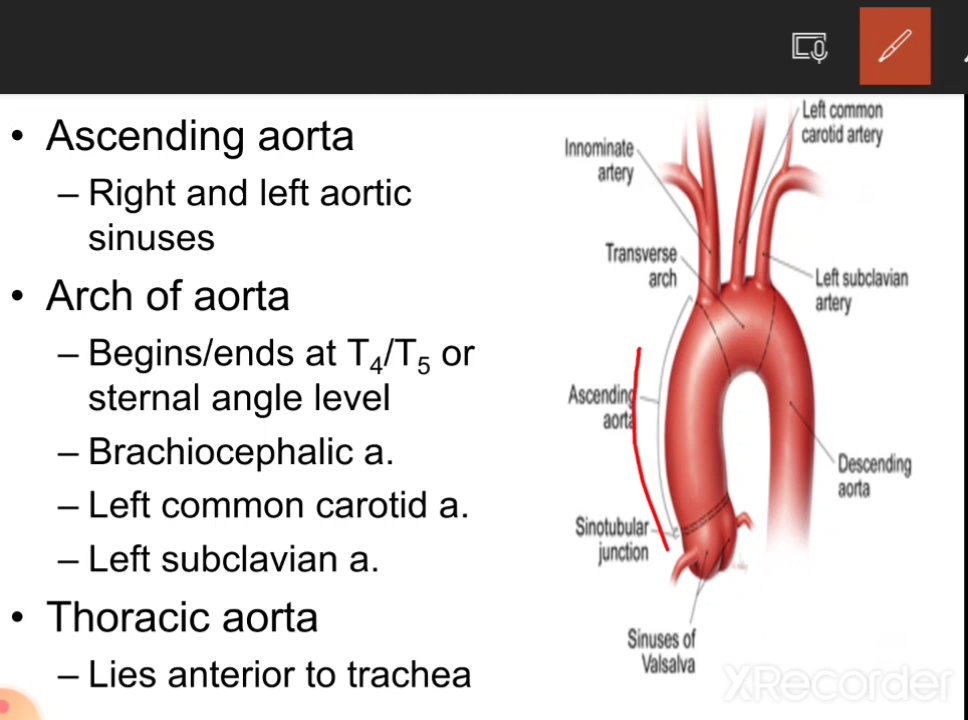 • Ascending aorta
– Right and left aortic
sinuses
• Arch of aorta
– Begins/ends at T4/T5 or
sternal angle level
– Brachiocephalic a.
– Left common carotid a.
– Left subclavian a.
• Thoracic aorta
– Lies anterior to trachea
Left common
carotid artery
Innominate
artery
Transverse
arch
Left subclavian
artery
Ascending
aorta
Descending
aorta
Sinotubular
junction
Sinuses of
Valsalva
XRecorder